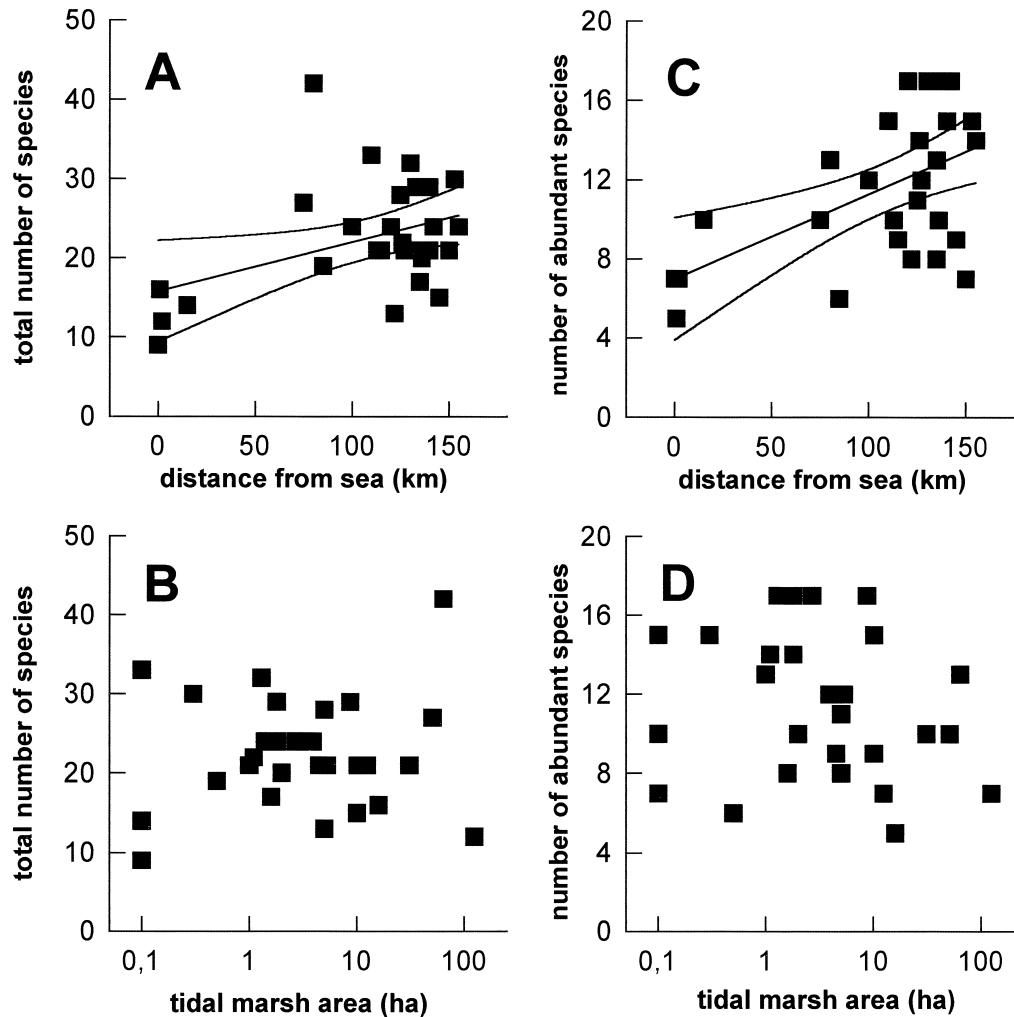 50
40
30
20
10
0
total number of species
A
0 50 100 150
distance from sea (km)
20
16
12
8
4
0
number of abundant species
C
0 50 100 150
distance from sea (km)
50
40
30
20
10
0
total number of species
B
0,1 1 10 100
tidal marsh area (ha)
20
16
12
8
4
0
number of abundant species
D
0,1 1 10 100
tidal marsh area (ha)